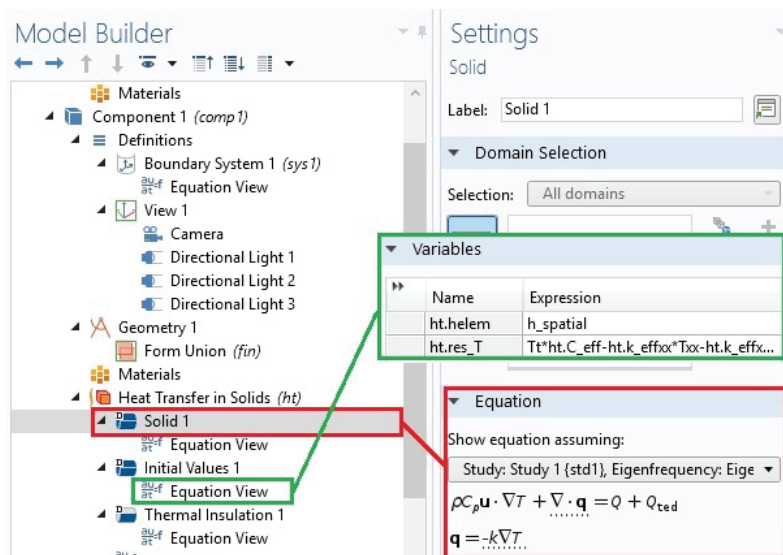 Model Builder
Materials
Component 1 (comp1)
Definitions
Boundary System 1 (sys1)
Equation View
View 1
Camera
Directional Light 1
Directional Light 2
Directional Light 3
Geometry 1
Form Union (fin)
Materials
Heat Transfer in Solids (ht)
Solid 1
Equation View
Initial Values 1
Equation View
Thermal Insulation 1
Equation View
Settings
Solid
Label: Solid 1
Domain Selection
Selection: All domains
Variables
Name Expression
ht.helem h_spatial
ht.res_T Tt*ht.C_eff-ht.k_effxx*Txx-ht.k_effx...
Equation
Show equation assuming:
Study: Study 1 {std1}, Eigenfrequency: Eige
ρCₚu · ∇T + ∇ · q = Q + Q_ted
q = -k∇T